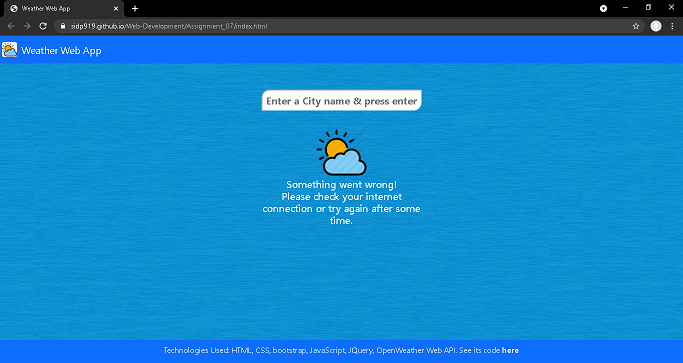 Weather Web App
sidp919.github.io/Web-Development/Assignment_07/index.html
Weather Web App
Enter a City name & press enter
Something went wrong!
Please check your internet
connection or try again after some
time.
Technologies Used: HTML, CSS, bootstrap, JavaScript, JQuery, OpenWeather Web API. See its code here